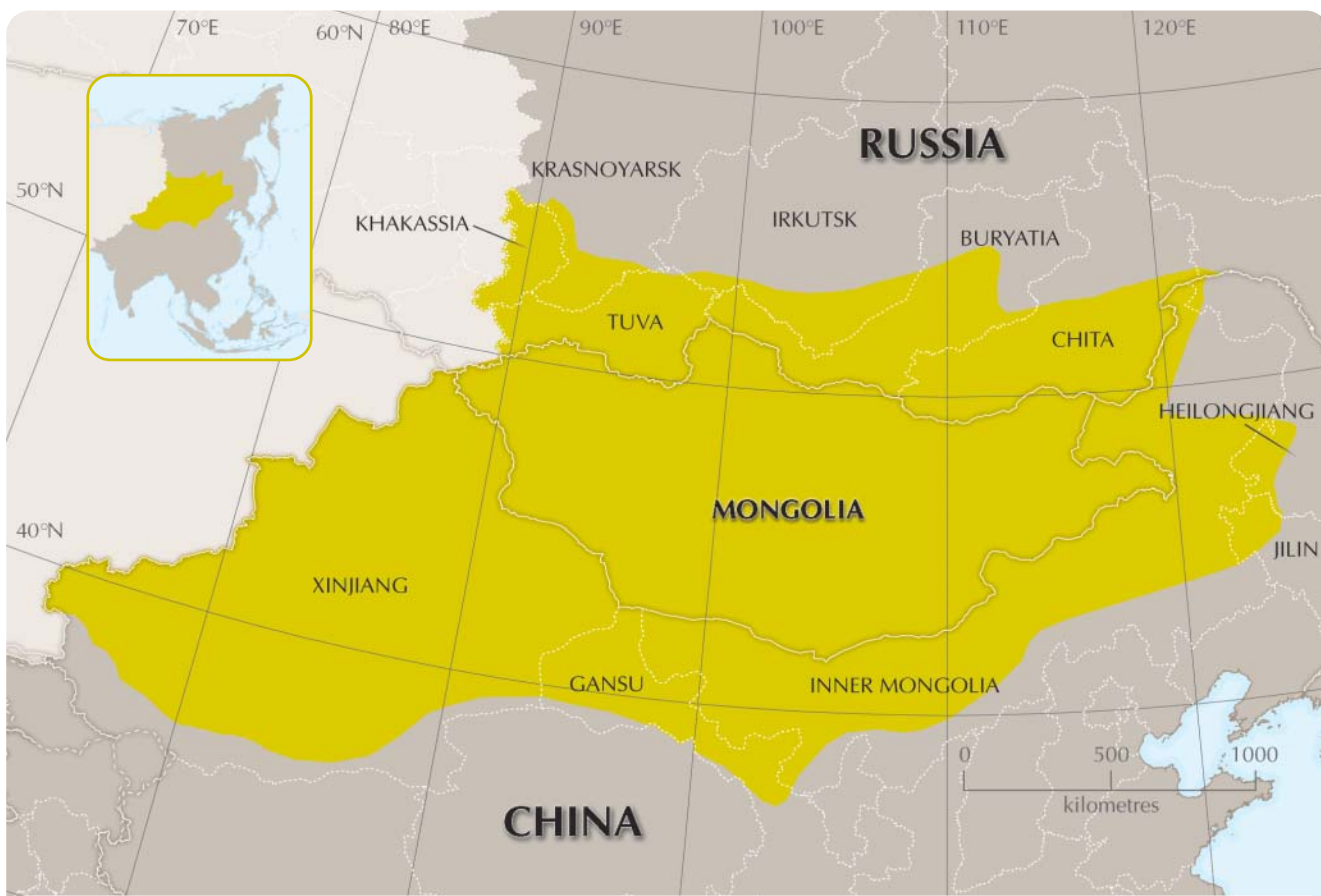 70°E
60°N
80°E
90°E
100°E
110°E
120°E
RUSSIA
KRASNOYARSK
50°N
IRKUTSK
KHAKASSIA
BURYATIA
TUVA
CHITA
HEILONGJIANG
MONGOLIA
40°N
JILIN
XINJIANG
GANSU
INNER MONGOLIA
0
500
1000
kilometres
CHINA